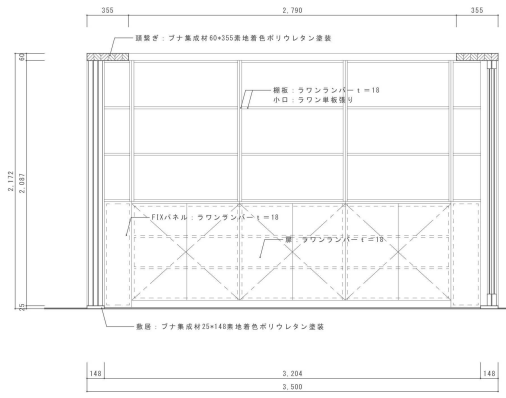 355
2,790
355
頭繋ぎ：ブナ集成材60*355素地着色ポリウレタン塗装
60
棚板：ラワンランバーｔ＝18
小口：ラワン単板張り
2,172
2,087
FIXパネル：ラワンランバーｔ＝18
扉：ラワンランバーｔ＝18
25
敷居：ブナ集成材25*148素地着色ポリウレタン塗装
148
3,204
148
3,500